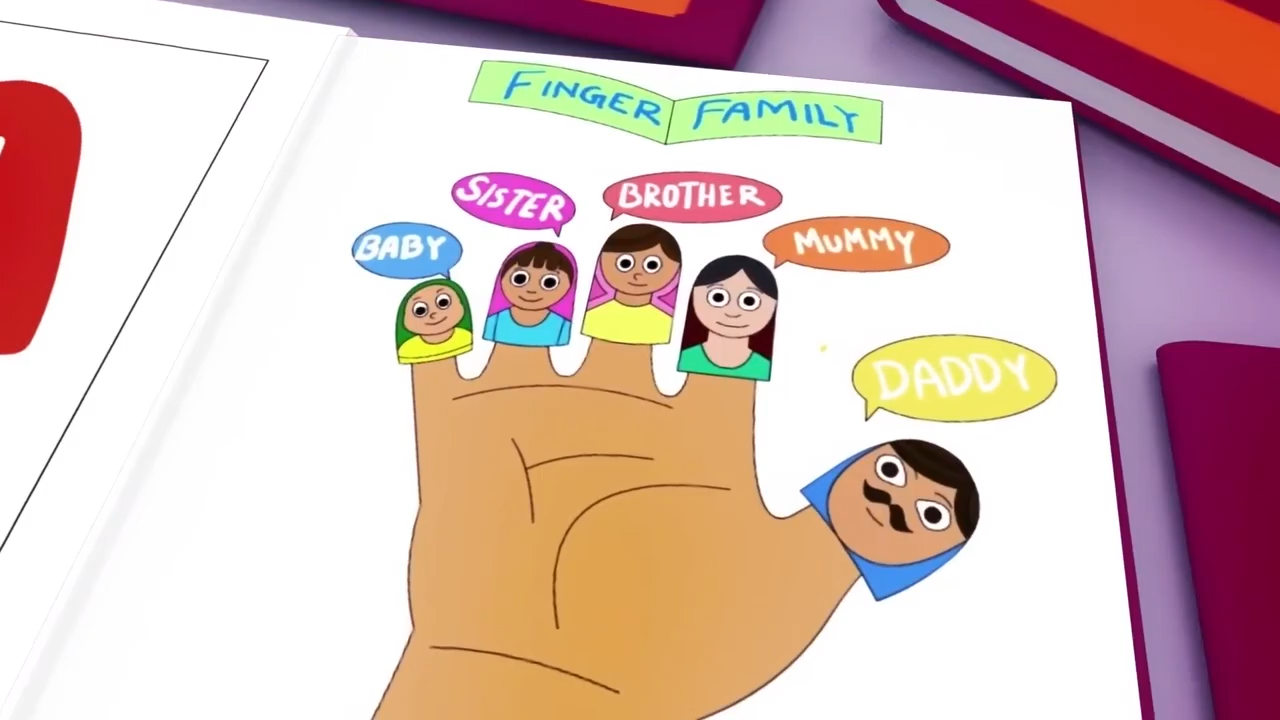 FINGER FAMILY
SISTER
BROTHER
BABY
MUMMY
DADDY